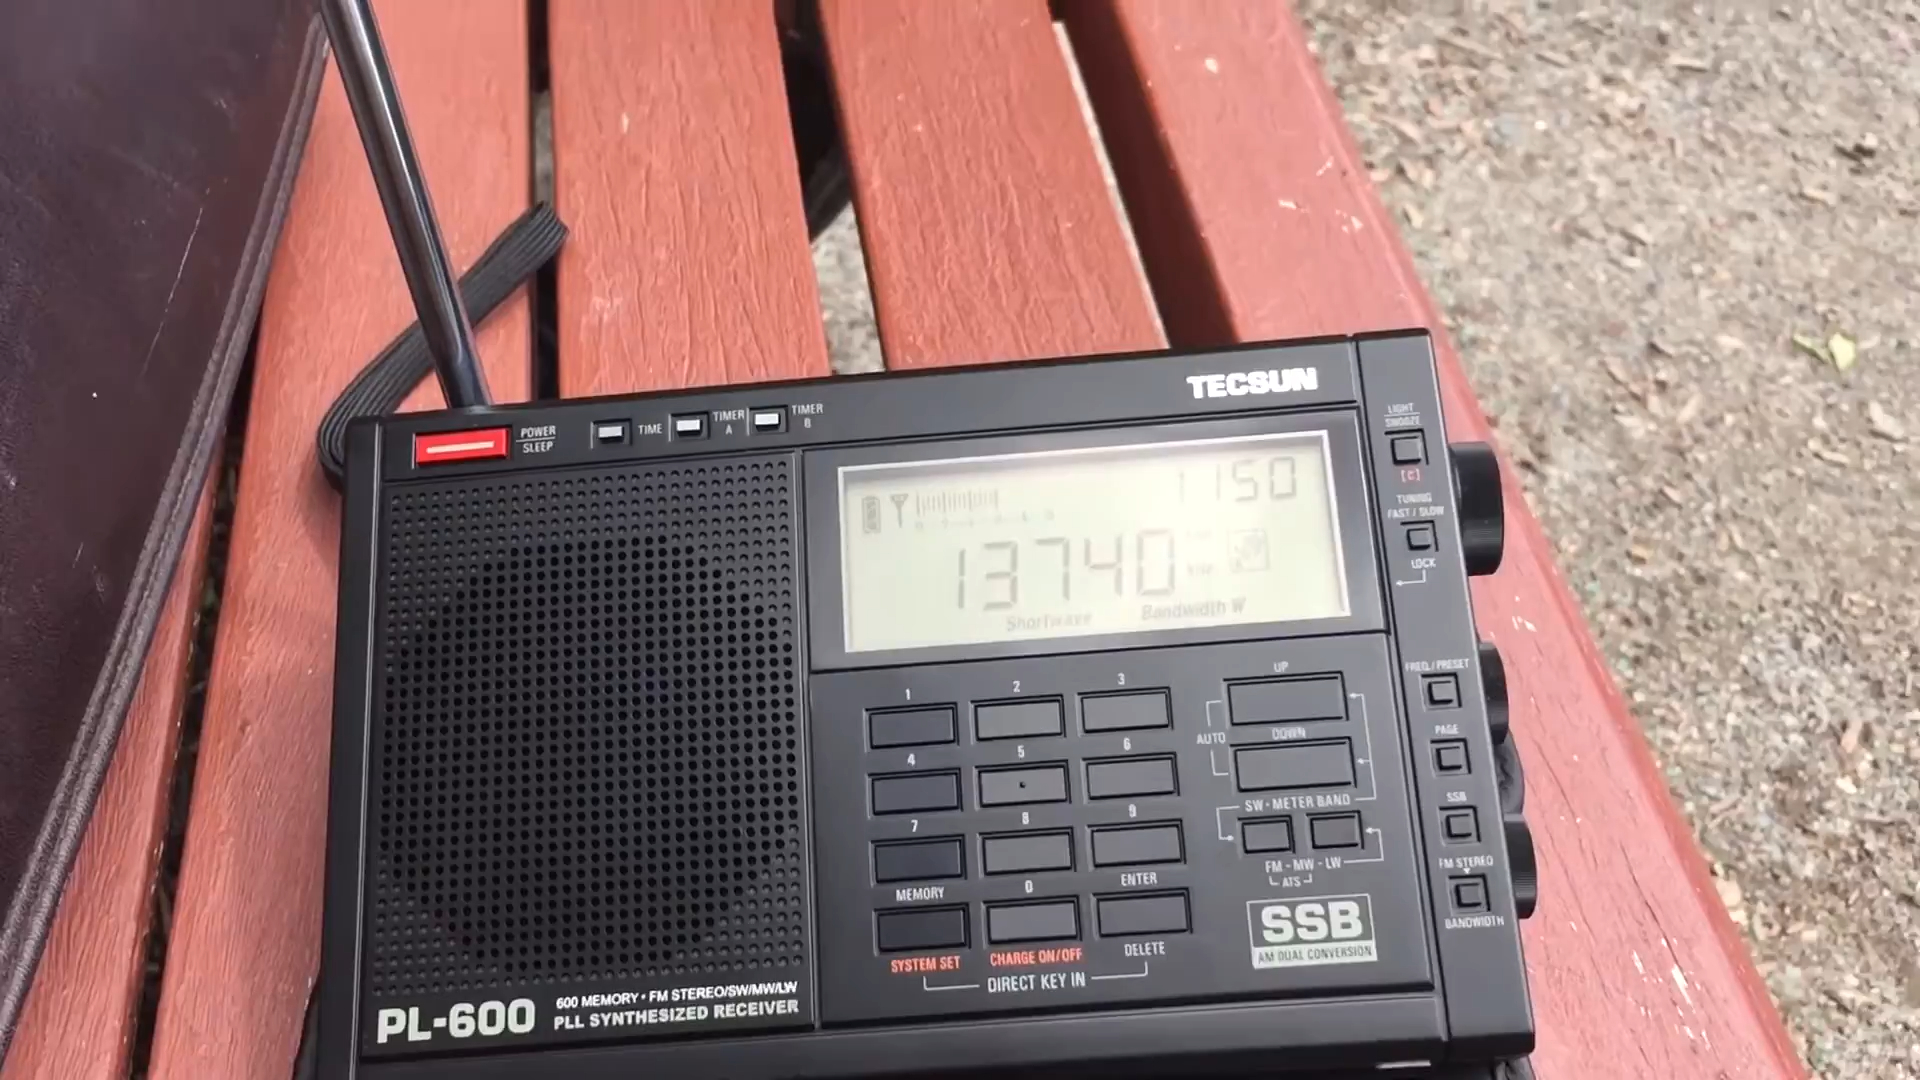 TECSUN
POWER
SLEEP
TIME
TIMER
A
TIMER
B
LIGHT
SNOOZE
[C]
TUNING
FAST / SLOW
LOCK
1150
13740
Shortwave
Bandwidth W
1
2
3
UP
FREQ. / PRESET
4
5
6
AUTO
DOWN
PAGE
SW - METER BAND
7
8
9
SSB
FM - MW - LW
ATS
FM STEREO
BANDWIDTH
MEMORY
0
ENTER
SSB
AM DUAL CONVERSION
SYSTEM SET
CHARGE ON/OFF
DELETE
DIRECT KEY IN
PL-600
600 MEMORY • FM STEREO/SW/MW/LW
PLL SYNTHESIZED RECEIVER